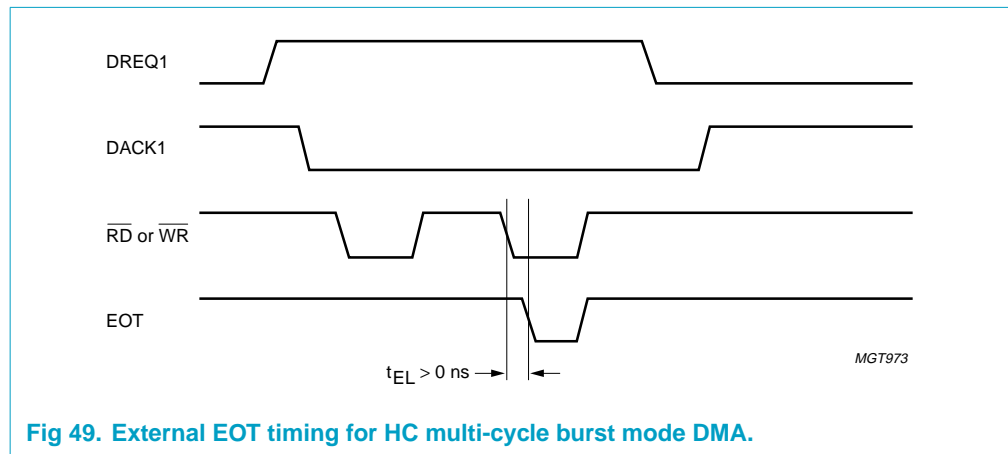 DREQ1
DACK1
RD or WR
EOT
MGT973
tEL > 0 ns
Fig 49. External EOT timing for HC multi-cycle burst mode DMA.